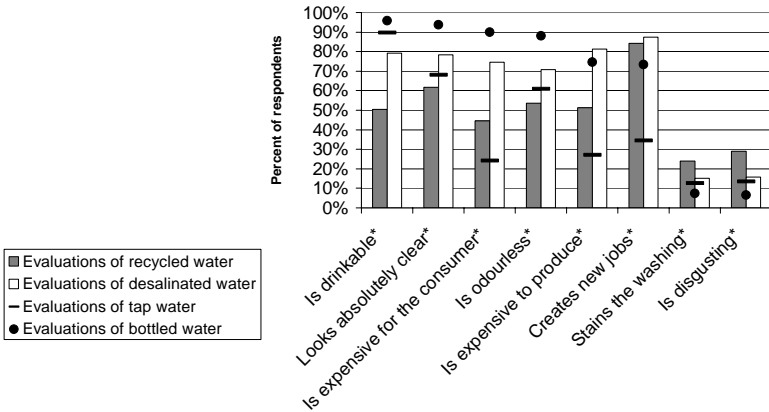 100%
90%
80%
70%
60%
50%
40%
30%
20%
10%
0%
Percent of respondents
Is drinkable*
Looks absolutely clear*
Is expensive for the consumer*
Is odourless*
Is expensive to produce*
Creates new jobs*
Stains the washing*
Is disgusting*
Evaluations of recycled water
Evaluations of desalinated water
Evaluations of tap water
Evaluations of bottled water